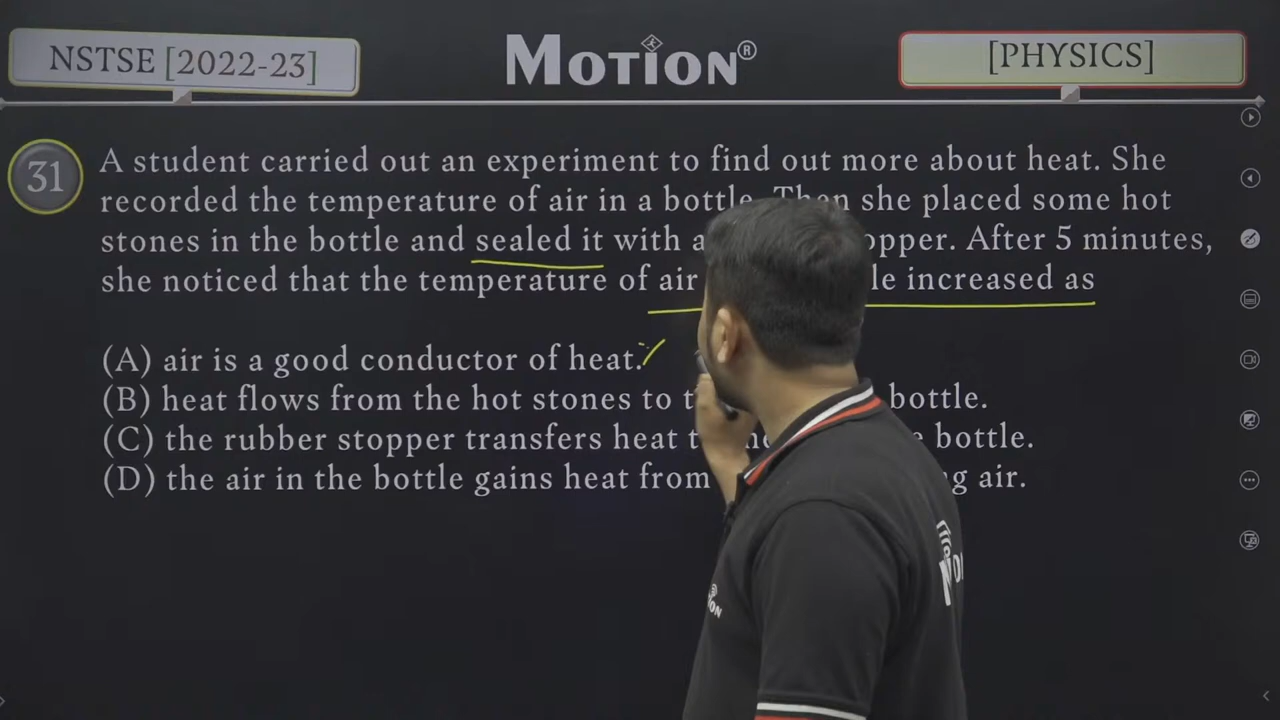 NSTSE [2022-23]
MOTION®
[PHYSICS]
31
A student carried out an experiment to find out more about heat. She
recorded the temperature of air in a bottle. Then she placed some hot
stones in the bottle and sealed it with a opper. After 5 minutes,
she noticed that the temperature of air le increased as
(A) air is a good conductor of heat.
(B) heat flows from the hot stones to t bottle.
(C) the rubber stopper transfers heat t e bottle.
(D) the air in the bottle gains heat from g air.